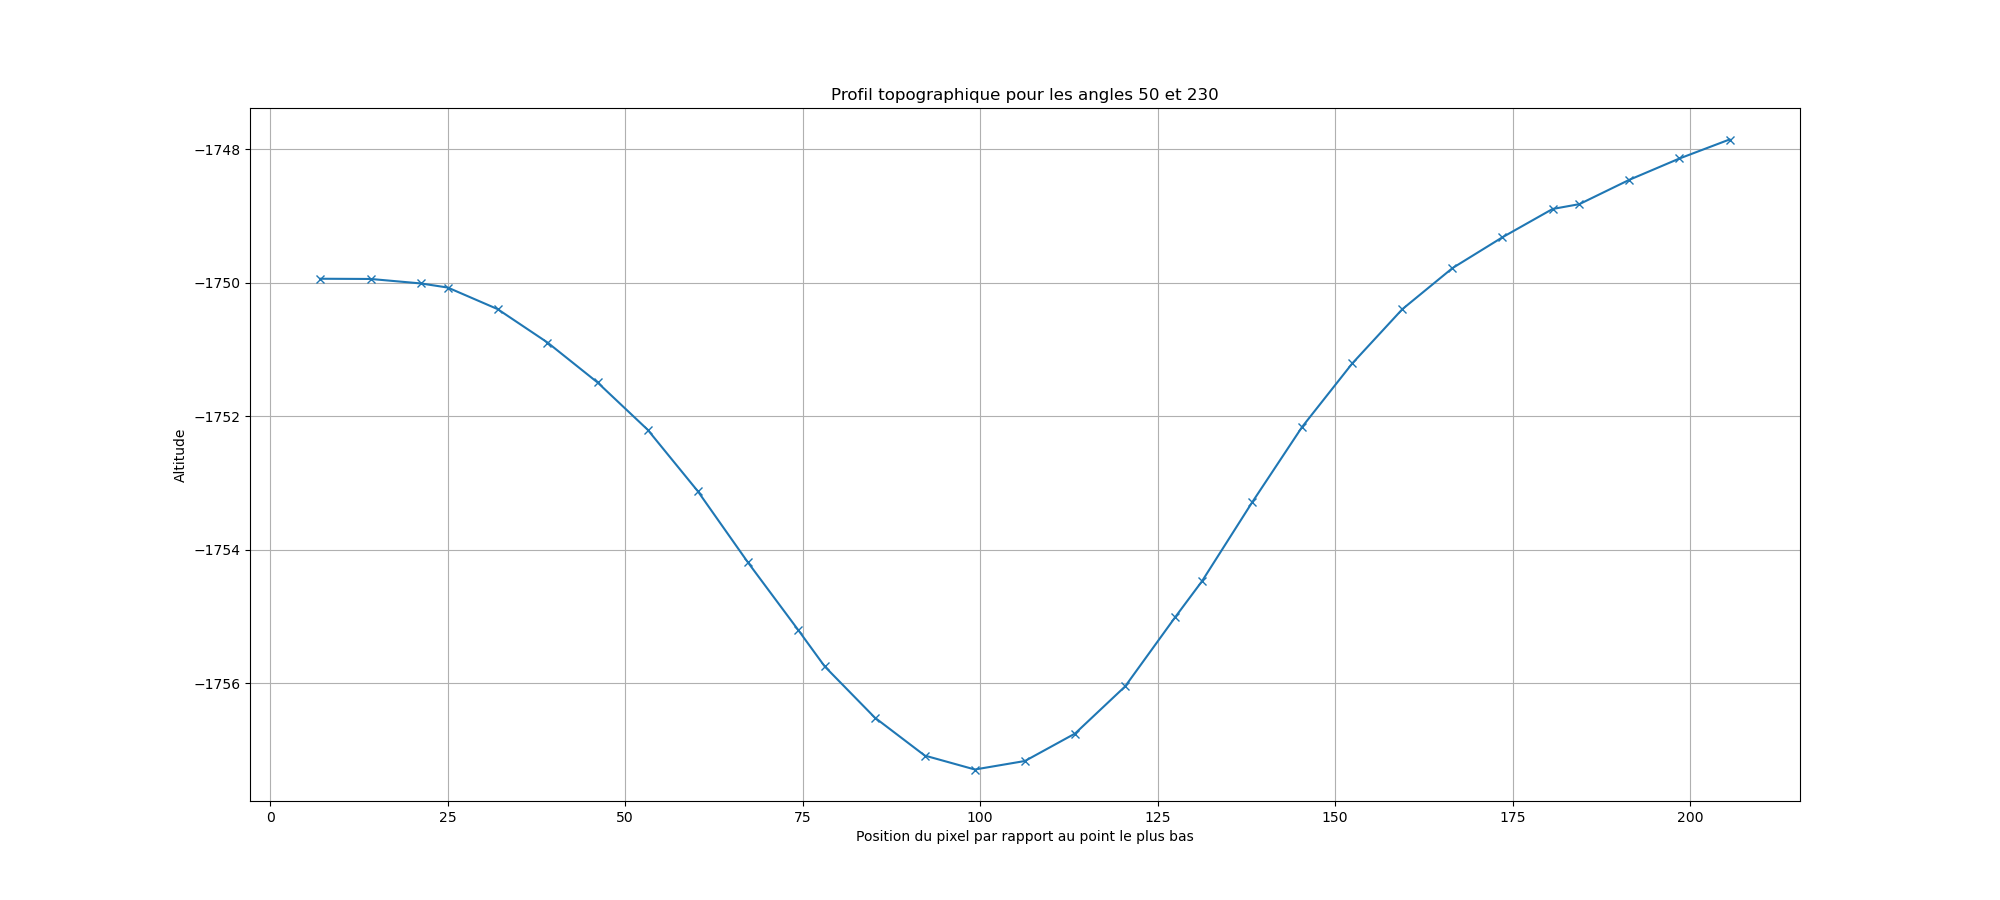 Profil topographique pour les angles 50 et 230
−1748
−1750
−1752
−1754
−1756
Altitude
0 25 50 75 100 125 150 175 200
Position du pixel par rapport au point le plus bas